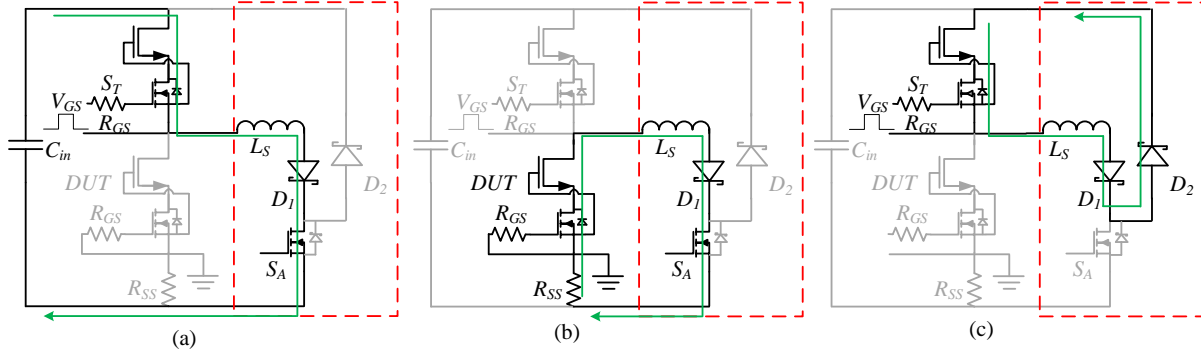 S_T
V_GS
R_GS
L_S
C_in
DUT
D_1
D_2
R_GS
S_A
R_SS
(a)
S_T
V_GS
R_GS
L_S
C_in
DUT
D_1
D_2
R_GS
S_A
R_SS
(b)
S_T
V_GS
R_GS
L_S
C_in
DUT
D_1
D_2
R_GS
S_A
R_SS
(c)